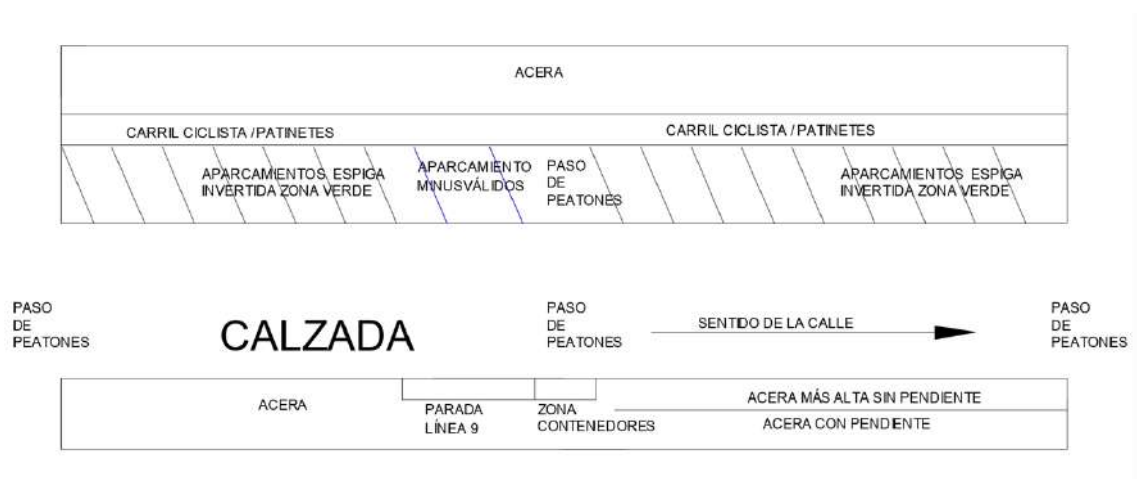 ACERA
CARRIL CICLISTA / PATINETES
CARRIL CICLISTA / PATINETES
APARCAMIENTOS ESPIGA
INVERTIDA ZONA VERDE
APARCAMIENTO
MINUSVÁLIDOS
PASO
DE
PEATONES
APARCAMIENTOS ESPIGA
INVERTIDA ZONA VERDE
PASO
DE
PEATONES
CALZADA
PASO
DE
PEATONES
SENTIDO DE LA CALLE
PASO
DE
PEATONES
ACERA
PARADA
LÍNEA 9
ZONA
CONTENEDORES
ACERA MÁS ALTA SIN PENDIENTE
ACERA CON PENDIENTE